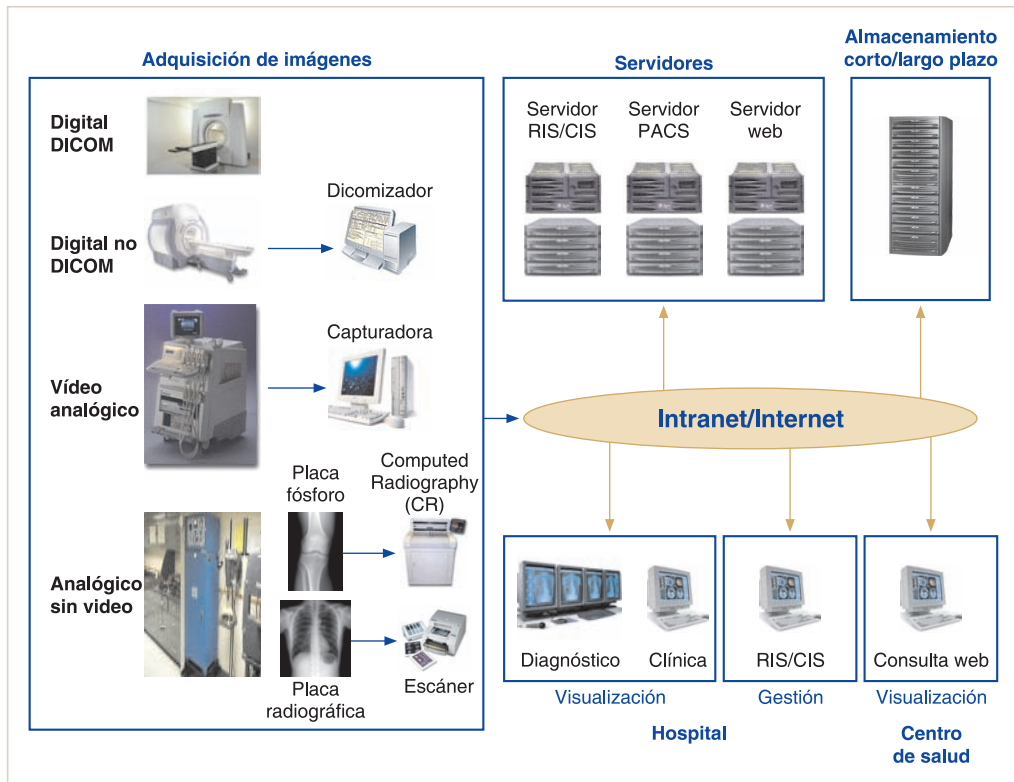 Adquisición de imágenes
Digital
DICOM
Digital no
DICOM
Dicomizador
Vídeo
analógico
Capturadora
Analógico
sin video
Placa
fósforo
Computed
Radiography
(CR)
Placa
radiográfica
Escáner
Servidores
Servidor
RIS/CIS
Servidor
PACS
Servidor
web
Almacenamiento
corto/largo plazo
Intranet/Internet
Diagnóstico
Clínica
RIS/CIS
Consulta web
Visualización
Gestión
Visualización
Hospital
Centro
de salud